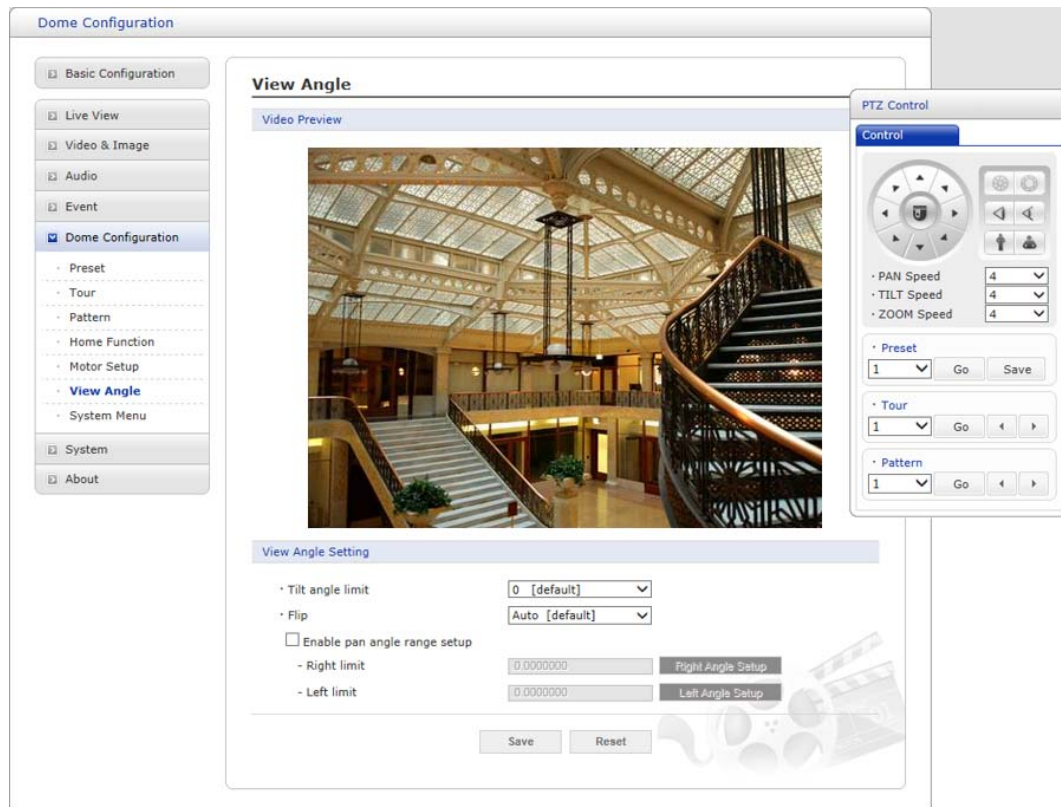 Dome Configuration
Basic Configuration
Live View
Video & Image
Audio
Event
Dome Configuration
Preset
Tour
Pattern
Home Function
Motor Setup
View Angle
System Menu
System
About
View Angle
Video Preview
View Angle Setting
Tilt angle limit 0 [default]
Flip Auto [default]
Enable pan angle range setup
- Right limit 0.0000000 Right Angle Setup
- Left limit 0.0000000 Left Angle Setup
Save Reset
PTZ Control
Control
PAN Speed 4
TILT Speed 4
ZOOM Speed 4
Preset
1 Go Save
Tour
1 Go
Pattern
1 Go